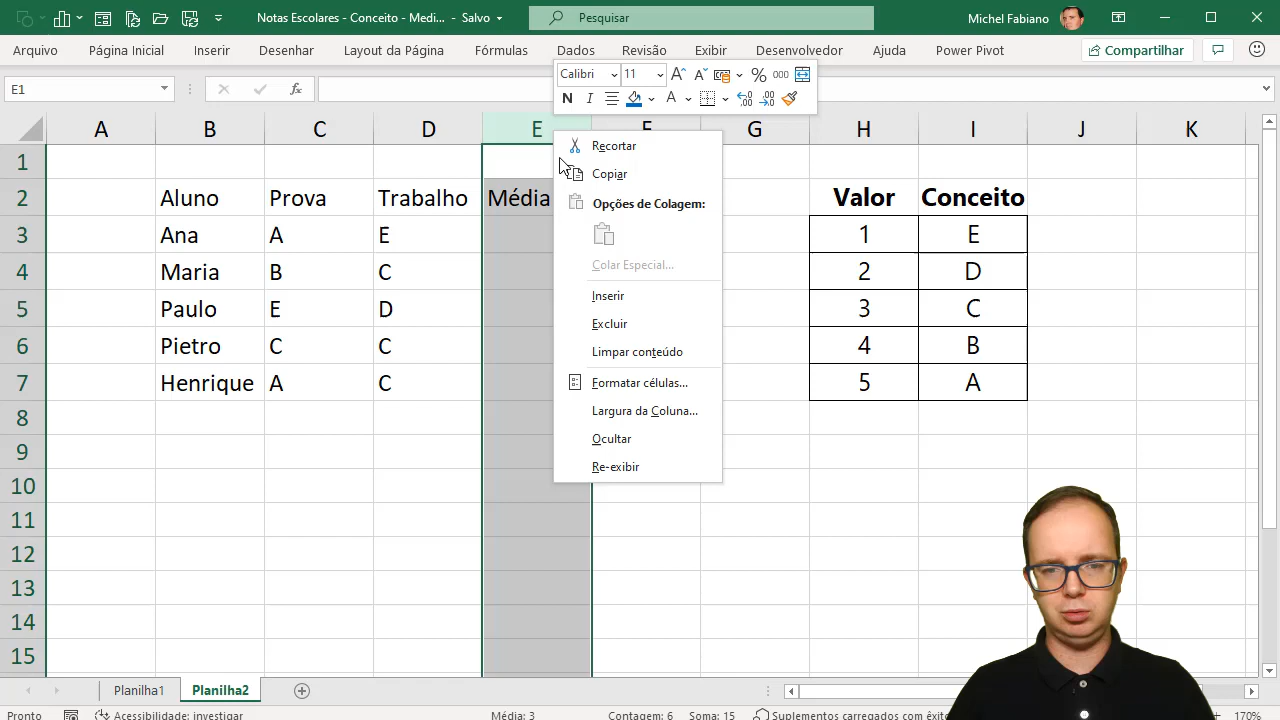 Notas Escolares - Conceito - Medi... - Salvo
Pesquisar
Michel Fabiano
Arquivo Página Inicial Inserir Desenhar Layout da Página Fórmulas Dados Revisão Exibir Desenvolvedor Ajuda Power Pivot Compartilhar
E1
fx
Calibri 11 A A % 000
N I A
A B C D E F G H I J K
1
2 Aluno Prova Trabalho Média Valor Conceito
3 Ana A E 1 E
4 Maria B C 2 D
5 Paulo E D 3 C
6 Pietro C C 4 B
7 Henrique A C 5 A
8
9
10
11
12
13
14
15
Recortar
Copiar
Opções de Colagem:
Colar Especial...
Inserir
Excluir
Limpar conteúdo
Formatar células...
Largura da Coluna...
Ocultar
Re-exibir
Planilha1 Planilha2
Pronto Acessibilidade: investigar Média: 3 Contagem: 6 Soma: 15 Suplementos carregados com êxito 170%